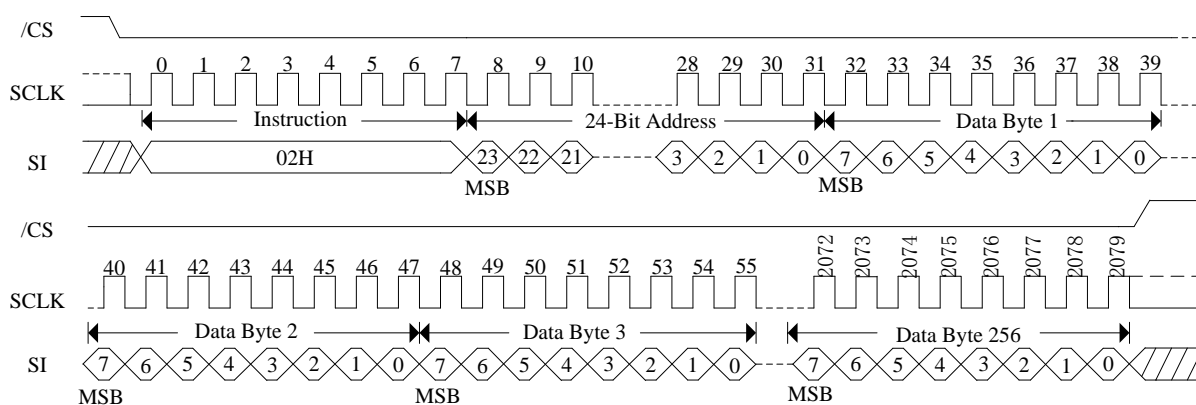 /CS
0 1 2 3 4 5 6 7 8 9 10 28 29 30 31 32 33 34 35 36 37 38 39
SCLK
Instruction 24-Bit Address Data Byte 1
SI 02H 23 22 21 3 2 1 0 7 6 5 4 3 2 1 0
MSB MSB
/CS
40 41 42 43 44 45 46 47 48 49 50 51 52 53 54 55 2072 2073 2074 2075 2076 2077 2078 2079
SCLK
Data Byte 2 Data Byte 3 Data Byte 256
SI 7 6 5 4 3 2 1 0 7 6 5 4 3 2 1 0 7 6 5 4 3 2 1 0
MSB MSB MSB